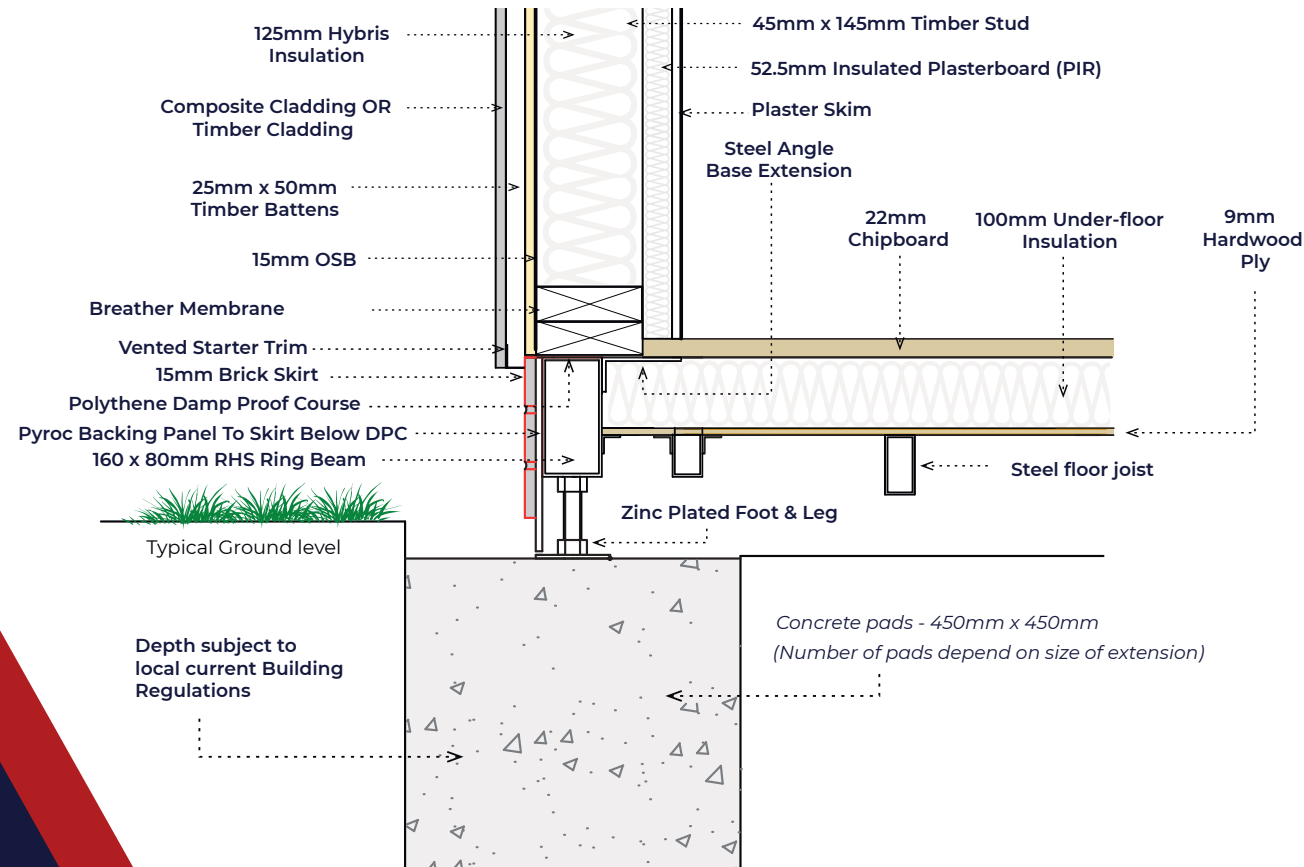 125mm Hybris
Insulation
Composite Cladding OR
Timber Cladding
25mm x 50mm
Timber Battens
15mm OSB
Breather Membrane
Vented Starter Trim
15mm Brick Skirt
Polythene Damp Proof Course
Pyroc Backing Panel To Skirt Below DPC
160 x 80mm RHS Ring Beam
45mm x 145mm Timber Stud
52.5mm Insulated Plasterboard (PIR)
Plaster Skim
Steel Angle
Base Extension
22mm
Chipboard
100mm Under-floor
Insulation
9mm
Hardwood
Ply
Steel floor joist
Zinc Plated Foot & Leg
Typical Ground level
Depth subject to
local current Building
Regulations
Concrete pads - 450mm x 450mm
(Number of pads depend on size of extension)